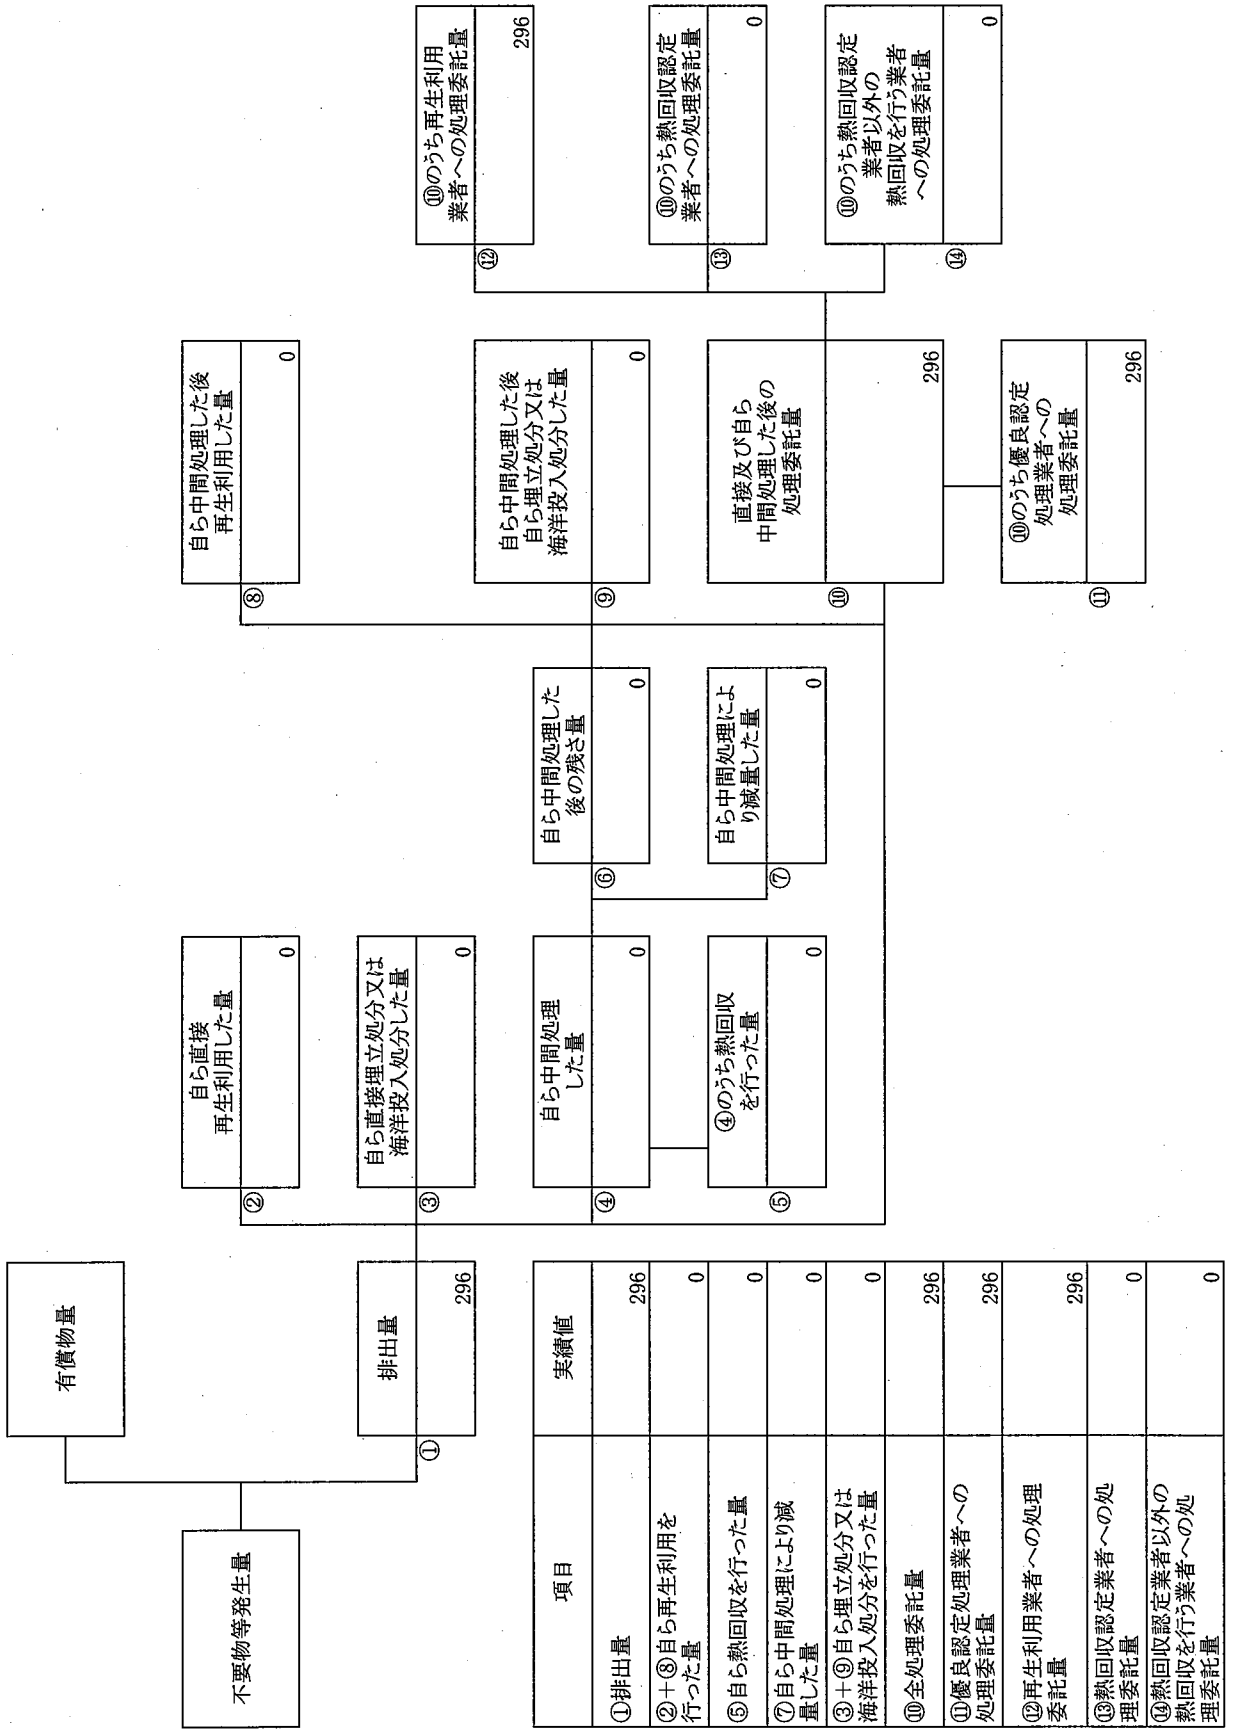 不要物等発生量
有償物量
排出量
①
296
自ら直接
再生利用した量
②
0
自ら直接埋立処分又は
海洋投入処分した量
③
0
自ら中間処理
した量
④
0
④のうち熱回収
を行った量
⑤
0
自ら中間処理した
後の残さ量
⑥
0
自ら中間処理によ
り減量した量
⑦
0
自ら中間処理した後
再生利用した量
⑧
0
自ら中間処理した後
自ら埋立処分又は
海洋投入処分した量
⑨
0
直接及び自ら
中間処理した後の
処理委託量
⑩
296
⑩のうち優良認定
処理業者への
処理委託量
⑪
296
⑩のうち再生利用
業者への処理委託量
⑫
296
⑩のうち熱回収認定
業者への処理委託量
⑬
0
⑩のうち熱回収認定
業者以外の
熱回収を行う業者
への処理委託量
⑭
0
項目
実績値
①排出量
296
②+⑧自ら再生利用を
行った量
0
⑤自ら熱回収を行った量
0
⑦自ら中間処理により減
量した量
0
③+⑨自ら埋立処分又は
海洋投入処分を行った量
0
⑩全処理委託量
296
⑪優良認定処理業者への
処理委託量
296
⑫再生利用業者への処理
委託量
296
⑬熱回収認定業者への処
理委託量
0
⑭熱回収認定業者以外の
熱回収を行う業者への処
理委託量
0